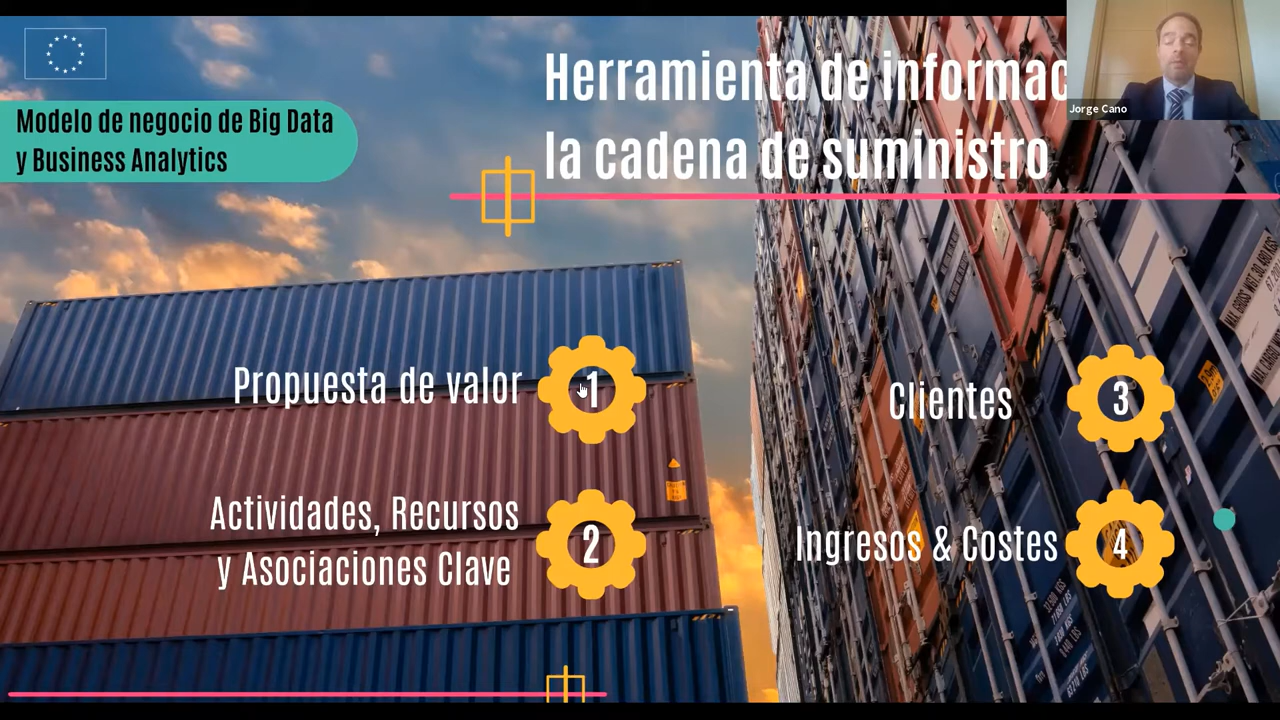 Herramienta de informac
la cadena de suministro
Jorge Cano
Modelo de negocio de Big Data
y Business Analytics
Propuesta de valor
1
Actividades, Recursos
y Asociaciones Clave
2
Clientes
3
Ingresos & Costes
4